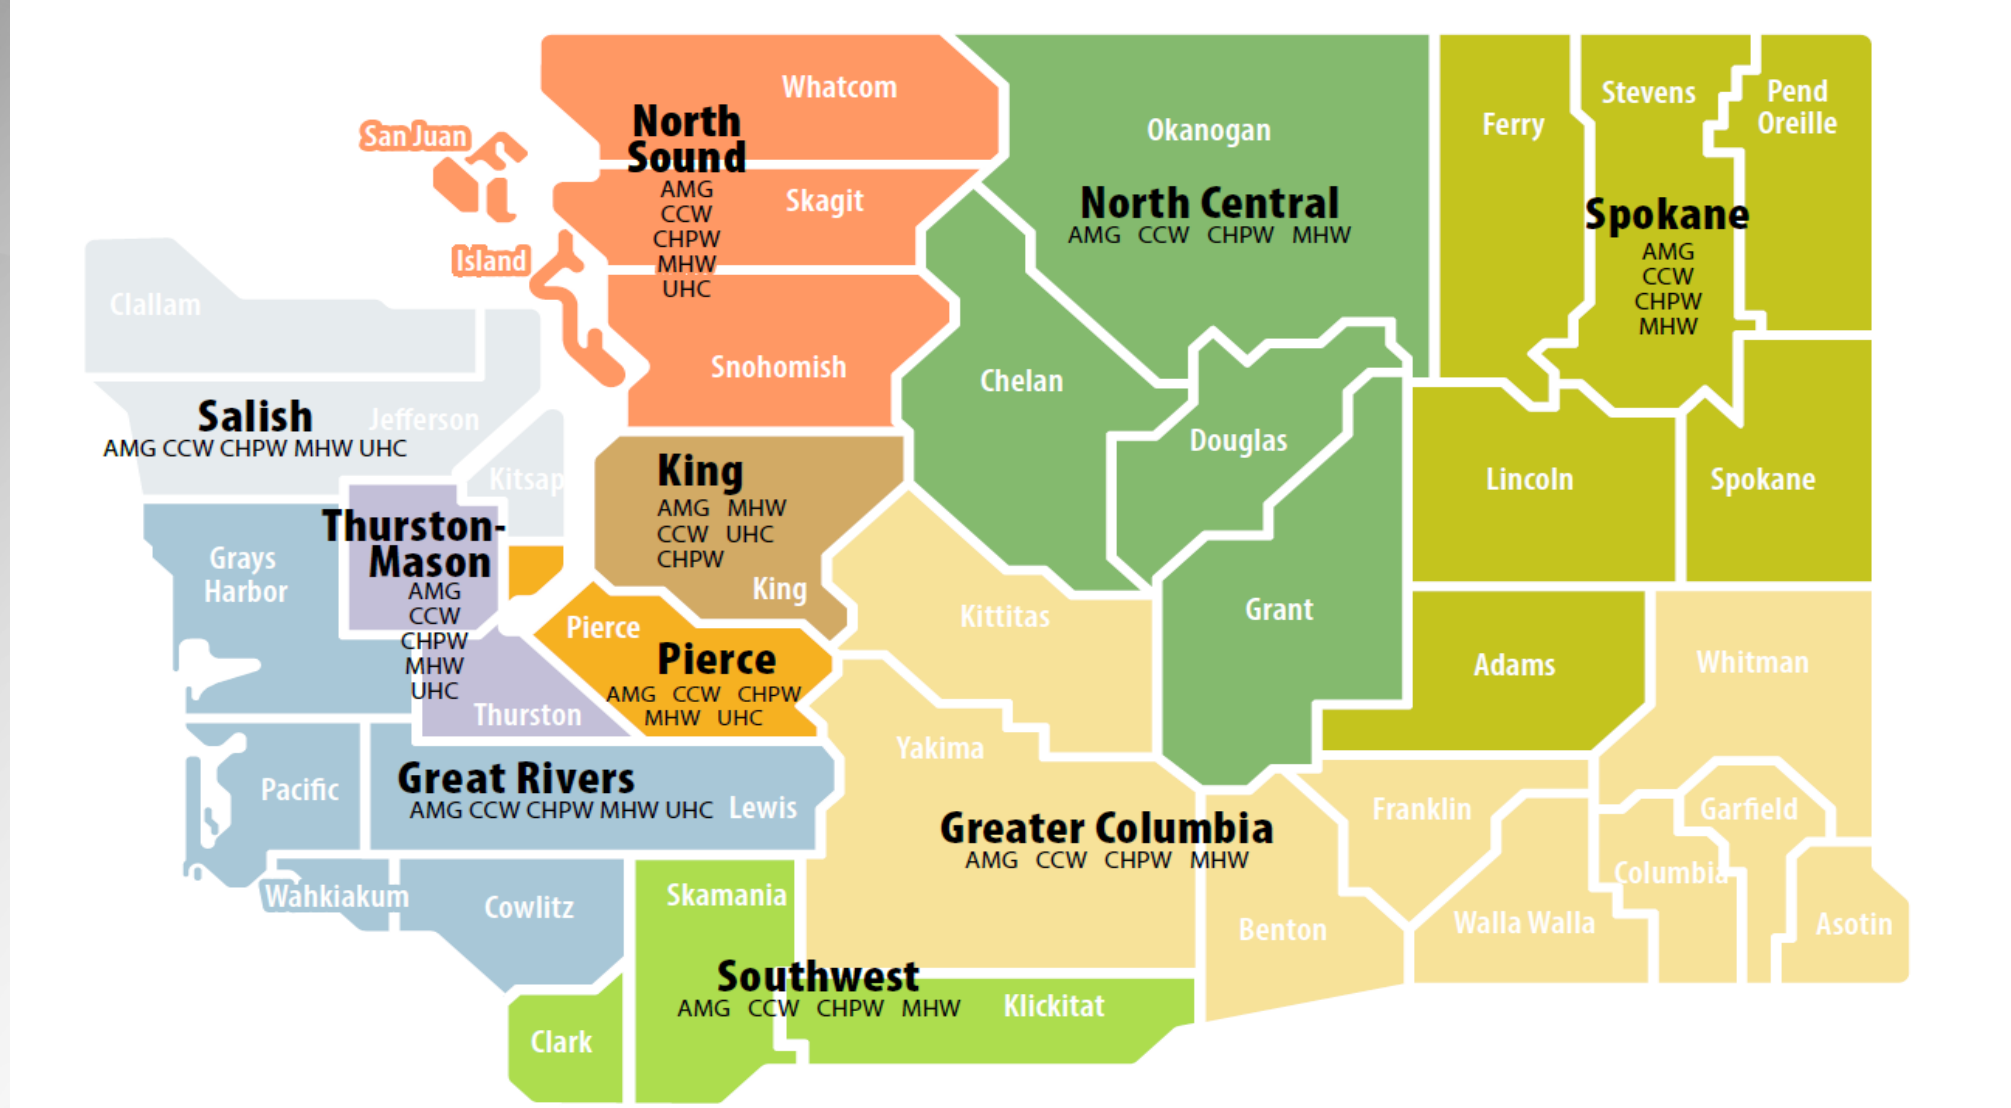 Whatcom
San Juan
North
Sound
AMG
CCW
CHPW
MHW
UHC
Skagit
Island
Snohomish
Okanogan
North Central
AMG CCW CHPW MHW
Chelan
Douglas
Grant
Ferry
Stevens
Pend
Oreille
Spokane
AMG
CCW
CHPW
MHW
Lincoln
Spokane
Adams
Clallam
Salish
Jefferson
AMG CCW CHPW MHW UHC
Kitsap
King
AMG MHW
CCW UHC
CHPW
King
Grays
Harbor
Thurston-
Mason
AMG
CCW
CHPW
MHW
UHC
Thurston
Pierce
Pierce
AMG CCW CHPW
MHW UHC
Kittitas
Yakima
Whitman
Greater Columbia
AMG CCW CHPW MHW
Franklin
Garfield
Columbia
Benton
Walla Walla
Asotin
Pacific
Great Rivers
AMG CCW CHPW MHW UHC
Lewis
Wahkiakum
Cowlitz
Skamania
Southwest
AMG CCW CHPW MHW
Klickitat
Clark